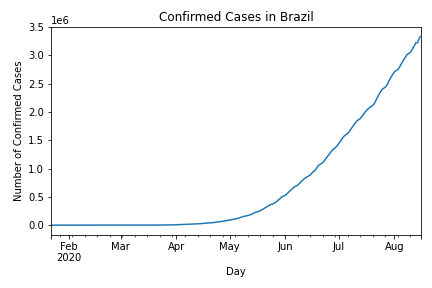 Confirmed Cases in Brazil
1e6
3.5
3.0
2.5
2.0
1.5
1.0
0.5
0.0
Number of Confirmed Cases
Feb Mar Apr May Jun Jul Aug
2020
Day